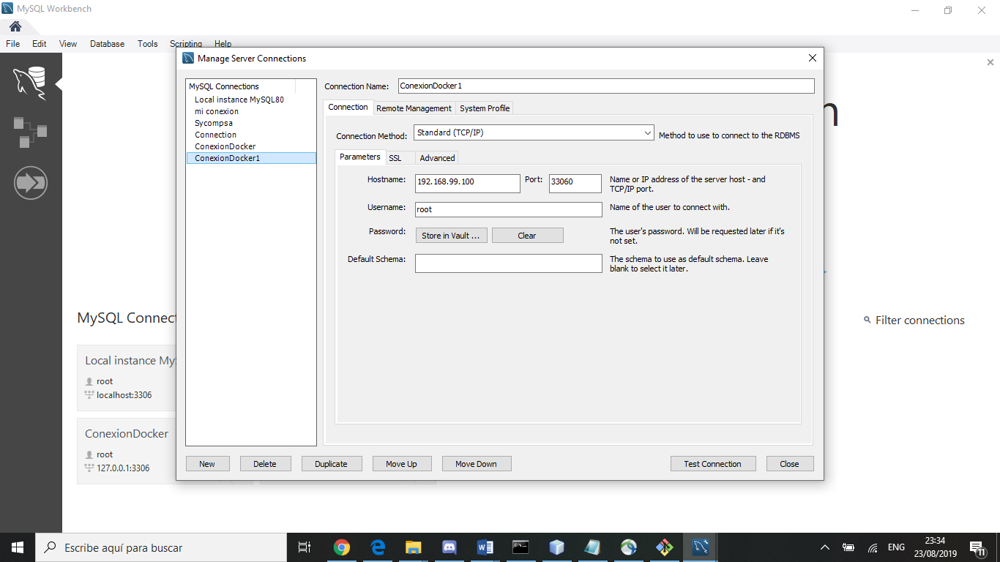 MySQL Workbench
File Edit View Database Tools Scripting Help
Manage Server Connections
MySQL Connections
Local instance MySQL80
mi conexion
Sycompsa
Connection
ConexionDocker
ConexionDocker1
Connection Name: ConexionDocker1
Connection Remote Management System Profile
Connection Method: Standard (TCP/IP) Method to use to connect to the RDBMS
Parameters SSL Advanced
Hostname: 192.168.99.100 Port: 33060 Name or IP address of the server host - and
TCP/IP port.
Username: root Name of the user to connect with.
Password: Store in Vault ... Clear The user's password. Will be requested later if it's
not set.
Default Schema: The schema to use as default schema. Leave
blank to select it later.
New Delete Duplicate Move Up Move Down Test Connection Close
MySQL Connect
Filter connections
Local instance MyS
root
localhost:3306
ConexionDocker
root
127.0.0.1:3306
Escribe aquí para buscar
ENG
23:34
23/08/2019
11